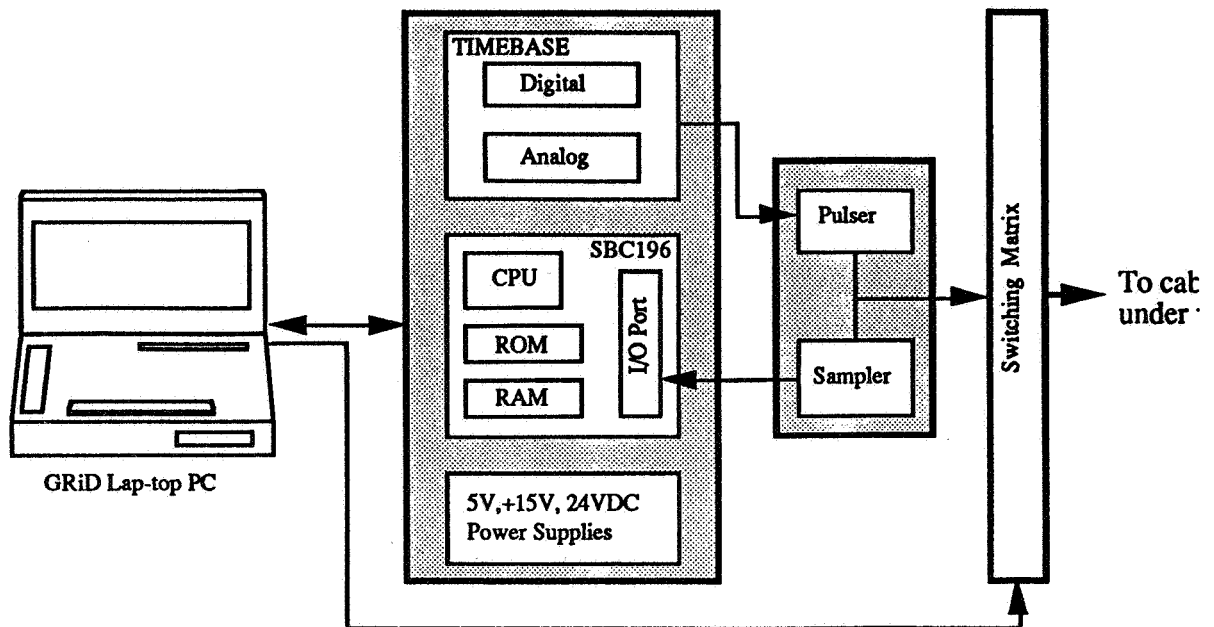 TIMEBASE
Digital
Analog
SBC196
CPU
ROM
RAM
I/O Port
5V,+15V, 24VDC
Power Supplies
Pulser
Sampler
Switching Matrix
To
under
GRiD Lap-top PC